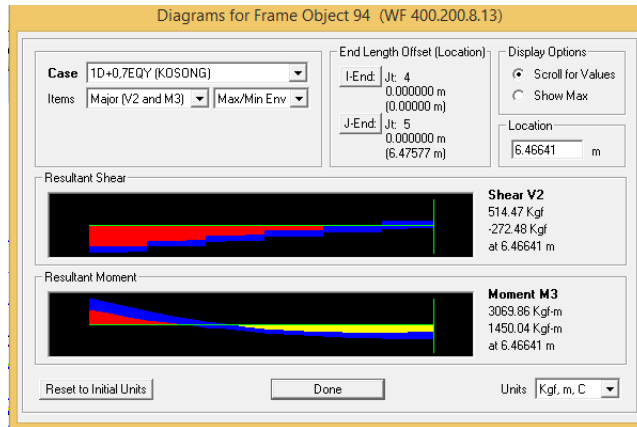 Diagrams for Frame Object 94 (WF 400.200.8.13)
Case 1D+0,7EQY (KOSONG)
Items Major (V2 and M3) Max/Min Env
End Length Offset (Location)
I-End: Jt: 4
0.000000 m
(0.00000 m)
J-End: Jt: 5
0.000000 m
(6.47577 m)
Display Options
Scroll for Values
Show Max
Location
6.46641 m
Resultant Shear
Shear V2
514.47 Kgf
-272.48 Kgf
at 6.46641 m
Resultant Moment
Moment M3
3069.86 Kgf-m
1450.04 Kgf-m
at 6.46641 m
Reset to Initial Units
Done
Units Kgf, m, C